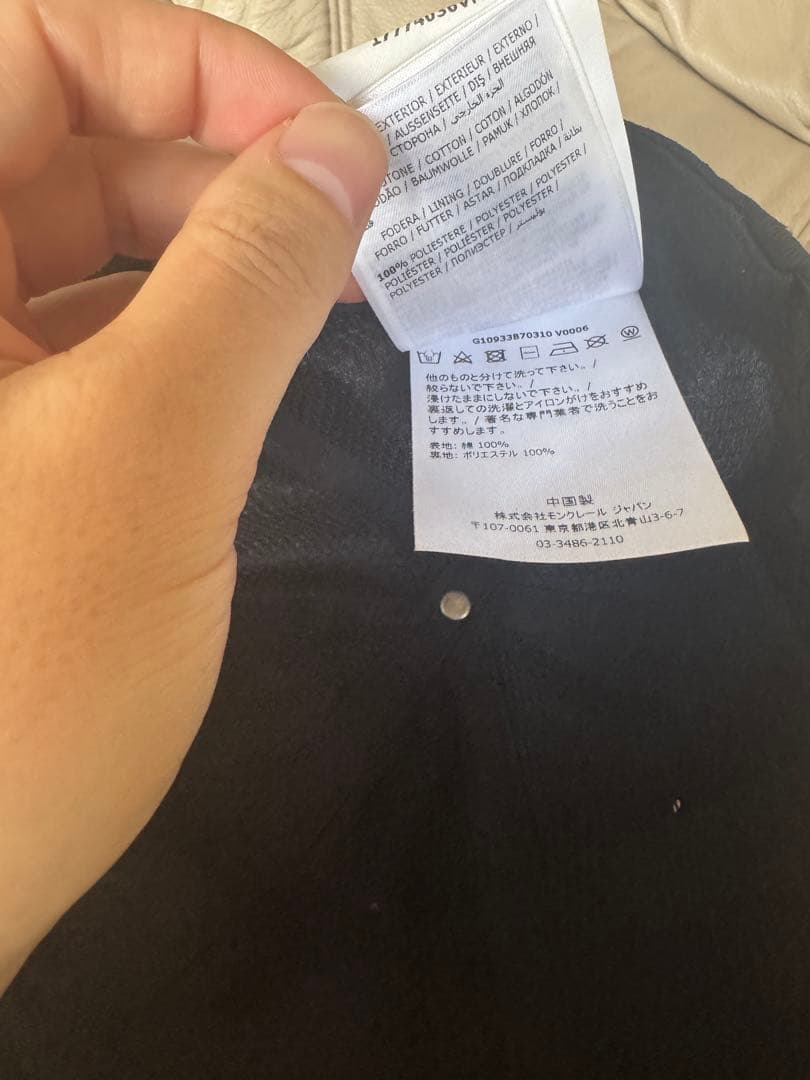 EXTERIOR / EXTERIEUR / EXTERNO /
/ AUSSENSEITE / DIŞ / ВНЕШНЯЯ
СТОРОНА / الجزء الخارجي
/ COTTON / COTON / ALGODÓN
/ BAUMWOLLE / PAMUK / ХЛОПОК /
FODERA / LINING / DOUBLURE / FORRO /
FORRO / FUTTER / ASTAR / ПОДКЛАДКА / بطانة
100% POLIESTERE / POLYESTER / POLYESTER /
POLIÉSTER / POLIÉSTER / POLYESTER /
POLYESTER / ПОЛИЭСТЕР / بوليستر
G10933B70310 V0006
他のものと分けて洗って下さい。/
絞らないで下さい。/
浸けたままにしないで下さい。/
裏返しての洗濯とアイロンがけをおすすめ
します。/ 著名な専門業者で洗うことをお
すすめします。
表地: 綿 100%
裏地: ポリエステル 100%
中国製
株式会社モンクレール ジャパン
〒107-0061 東京都港区北青山3-6-7
03-3486-2110